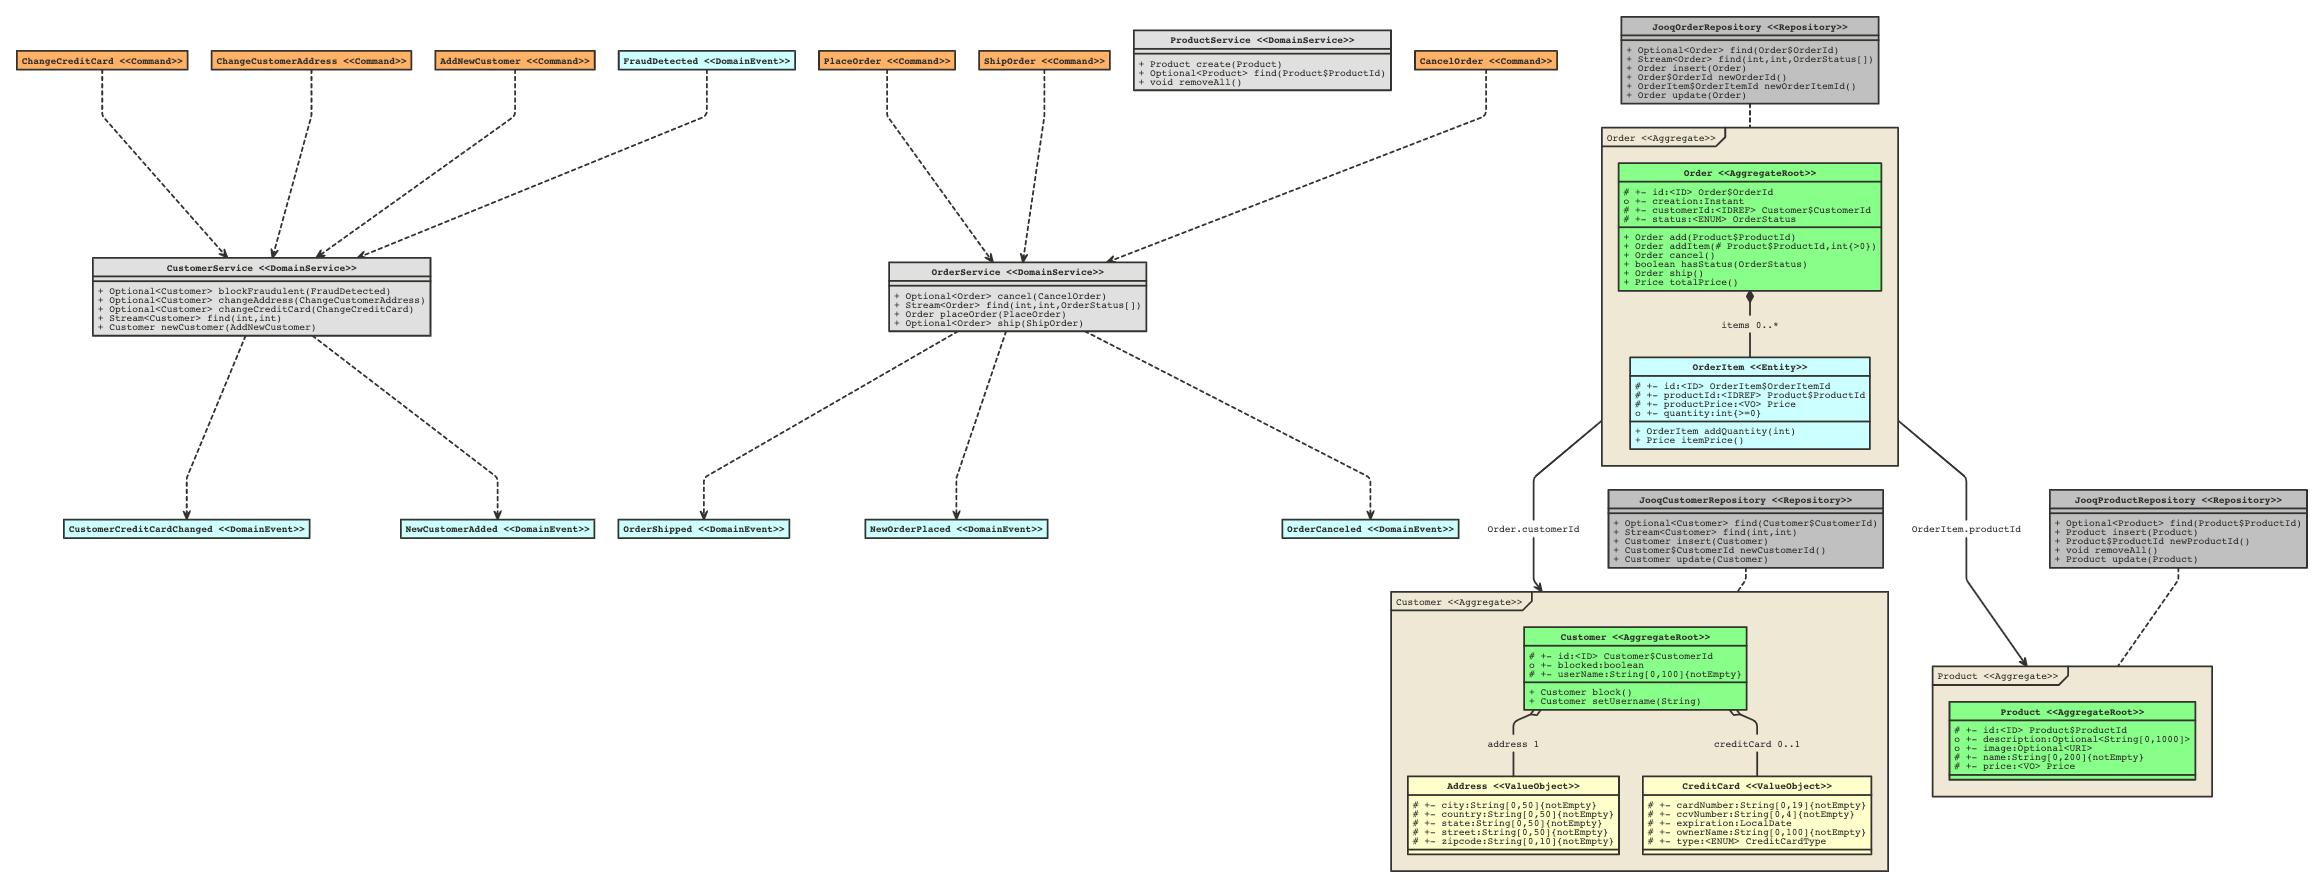 ChangeCreditCard <<Command>>
ChangeCustomerAddress <<Command>>
AddNewCustomer <<Command>>
FraudDetected <<DomainEvent>>
PlaceOrder <<Command>>
ShipOrder <<Command>>
ProductService <<DomainService>>
+ Product create(Product)
+ Optional<Product> find(Product$ProductId)
+ void removeAll()
CancelOrder <<Command>>
JooqOrderRepository <<Repository>>
+ Optional<Order> find(Order$OrderId)
+ Stream<Order> find(int,int,OrderStatus[])
+ Order insert(Order)
+ Order$OrderId newOrderId()
+ OrderItem$OrderItemId newOrderItemId()
+ Order update(Order)
Order <<Aggregate>>
Order <<AggregateRoot>>
# +- id:<ID> Order$OrderId
o +- creation:Instant
# +- customerId:<IDREF> Customer$CustomerId
# +- status:<ENUM> OrderStatus
+ Order add(Product$ProductId)
+ Order addItem(# Product$ProductId,int{>0})
+ Order cancel()
+ boolean hasStatus(OrderStatus)
+ Order ship()
+ Price totalPrice()
items 0..*
OrderItem <<Entity>>
# +- id:<ID> OrderItem$OrderItemId
# +- productId:<IDREF> Product$ProductId
# +- productPrice:<VO> Price
o +- quantity:int{>=0}
+ OrderItem addQuantity(int)
+ Price itemPrice()
CustomerService <<DomainService>>
+ Optional<Customer> blockFraudulent(FraudDetected)
+ Optional<Customer> changeAddress(ChangeCustomerAddress)
+ Optional<Customer> changeCreditCard(ChangeCreditCard)
+ Stream<Customer> find(int,int)
+ Customer newCustomer(AddNewCustomer)
OrderService <<DomainService>>
+ Optional<Order> cancel(CancelOrder)
+ Stream<Order> find(int,int,OrderStatus[])
+ Order placeOrder(PlaceOrder)
+ Optional<Order> ship(ShipOrder)
CustomerCreditCardChanged <<DomainEvent>>
NewCustomerAdded <<DomainEvent>>
OrderShipped <<DomainEvent>>
NewOrderPlaced <<DomainEvent>>
OrderCanceled <<DomainEvent>>
Order.customerId
JooqCustomerRepository <<Repository>>
+ Optional<Customer> find(Customer$CustomerId)
+ Stream<Customer> find(int,int)
+ Customer insert(Customer)
+ Customer$CustomerId newCustomerId()
+ Customer update(Customer)
OrderItem.productId
JooqProductRepository <<Repository>>
+ Optional<Product> find(Product$ProductId)
+ Product insert(Product)
+ Product$ProductId newProductId()
+ void removeAll()
+ Product update(Product)
Customer <<Aggregate>>
Customer <<AggregateRoot>>
# +- id:<ID> Customer$CustomerId
o +- blocked:boolean
# +- userName:String[0,100]{notEmpty}
+ Customer block()
+ Customer setUsername(String)
address 1
creditCard 0..1
Address <<ValueObject>>
# +- city:String[0,50]{notEmpty}
# +- country:String[0,50]{notEmpty}
# +- state:String[0,50]{notEmpty}
# +- street:String[0,50]{notEmpty}
# +- zipcode:String[0,10]{notEmpty}
CreditCard <<ValueObject>>
# +- cardNumber:String[0,19]{notEmpty}
# +- ccvNumber:String[0,4]{notEmpty}
# +- expiration:LocalDate
# +- ownerName:String[0,100]{notEmpty}
# +- type:<ENUM> CreditCardType
Product <<Aggregate>>
Product <<AggregateRoot>>
# +- id:<ID> Product$ProductId
o +- description:Optional<String[0,1000]>
o +- image:Optional<URI>
# +- name:String[0,200]{notEmpty}
# +- price:<VO> Price